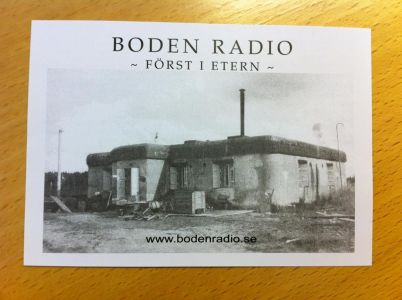 BODEN RADIO
~ FÖRST I ETERN ~
www.bodenradio.se